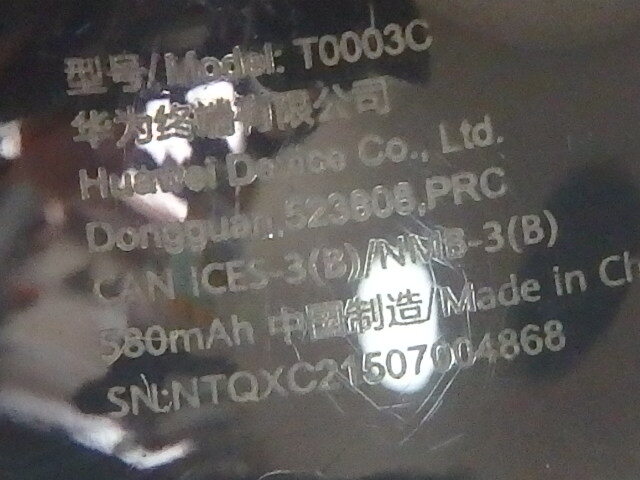 型号/Model: T0003C
华为终端有限公司
Huawei Device Co., Ltd.
Dongguan,523808,PRC
CAN ICES-3(B)/NMB-3(B)
580mAh 中国制造/Made in Ch
SN:NTQXC21507004868